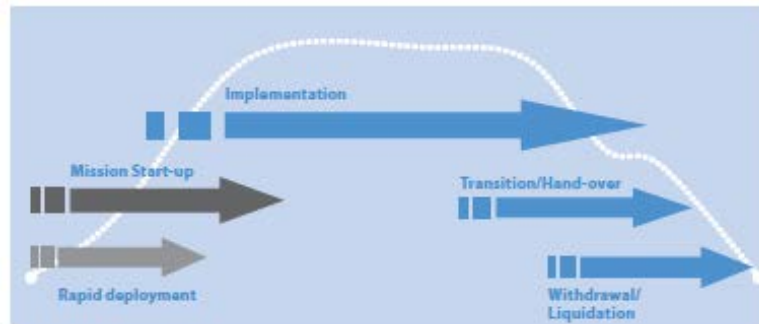 Implementation
Mission Start-up
Transition/Hand-over
Rapid deployment
Withdrawal/
Liquidation